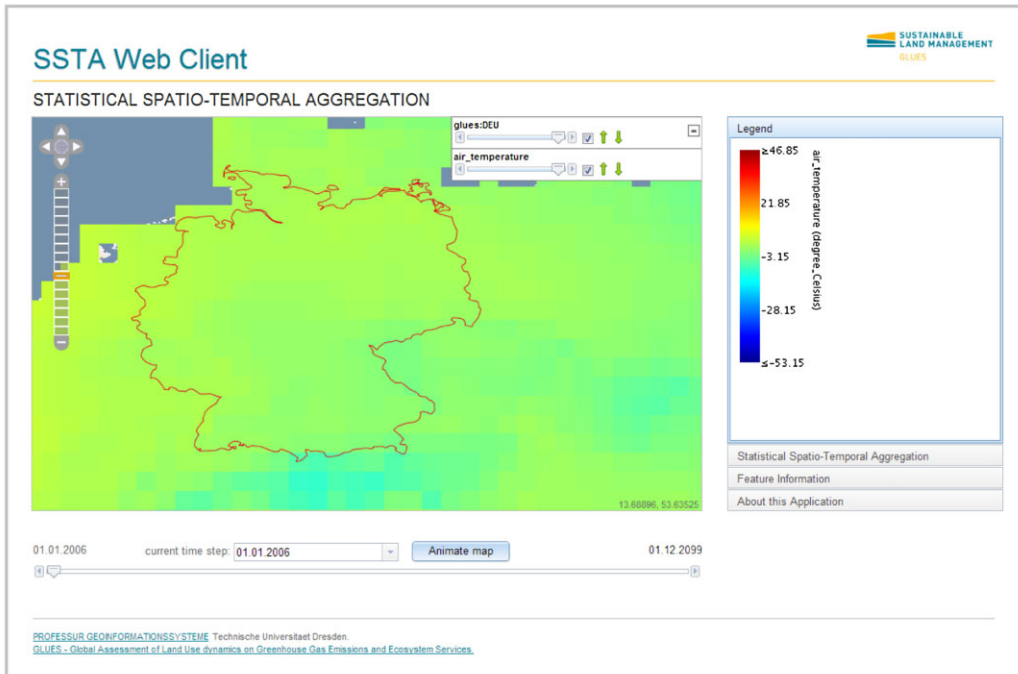 SSTA Web Client
SUSTAINABLE
LAND MANAGEMENT
GLUES
STATISTICAL SPATIO-TEMPORAL AGGREGATION
glues:DEU
air_temperature
13.68896, 53.63525
Legend
≥46.85
21.85
-3.15
-28.15
≤-53.15
air_temperature (degree_Celsius)
Statistical Spatio-Temporal Aggregation
Feature Information
About this Application
01.01.2006
current time step: 01.01.2006
Animate map
01.12.2099
PROFESSUR GEOINFORMATIONSSYSTEME Technische Universitaet Dresden.
GLUES - Global Assessment of Land Use dynamics on Greenhouse Gas Emissions and Ecosystem Services.